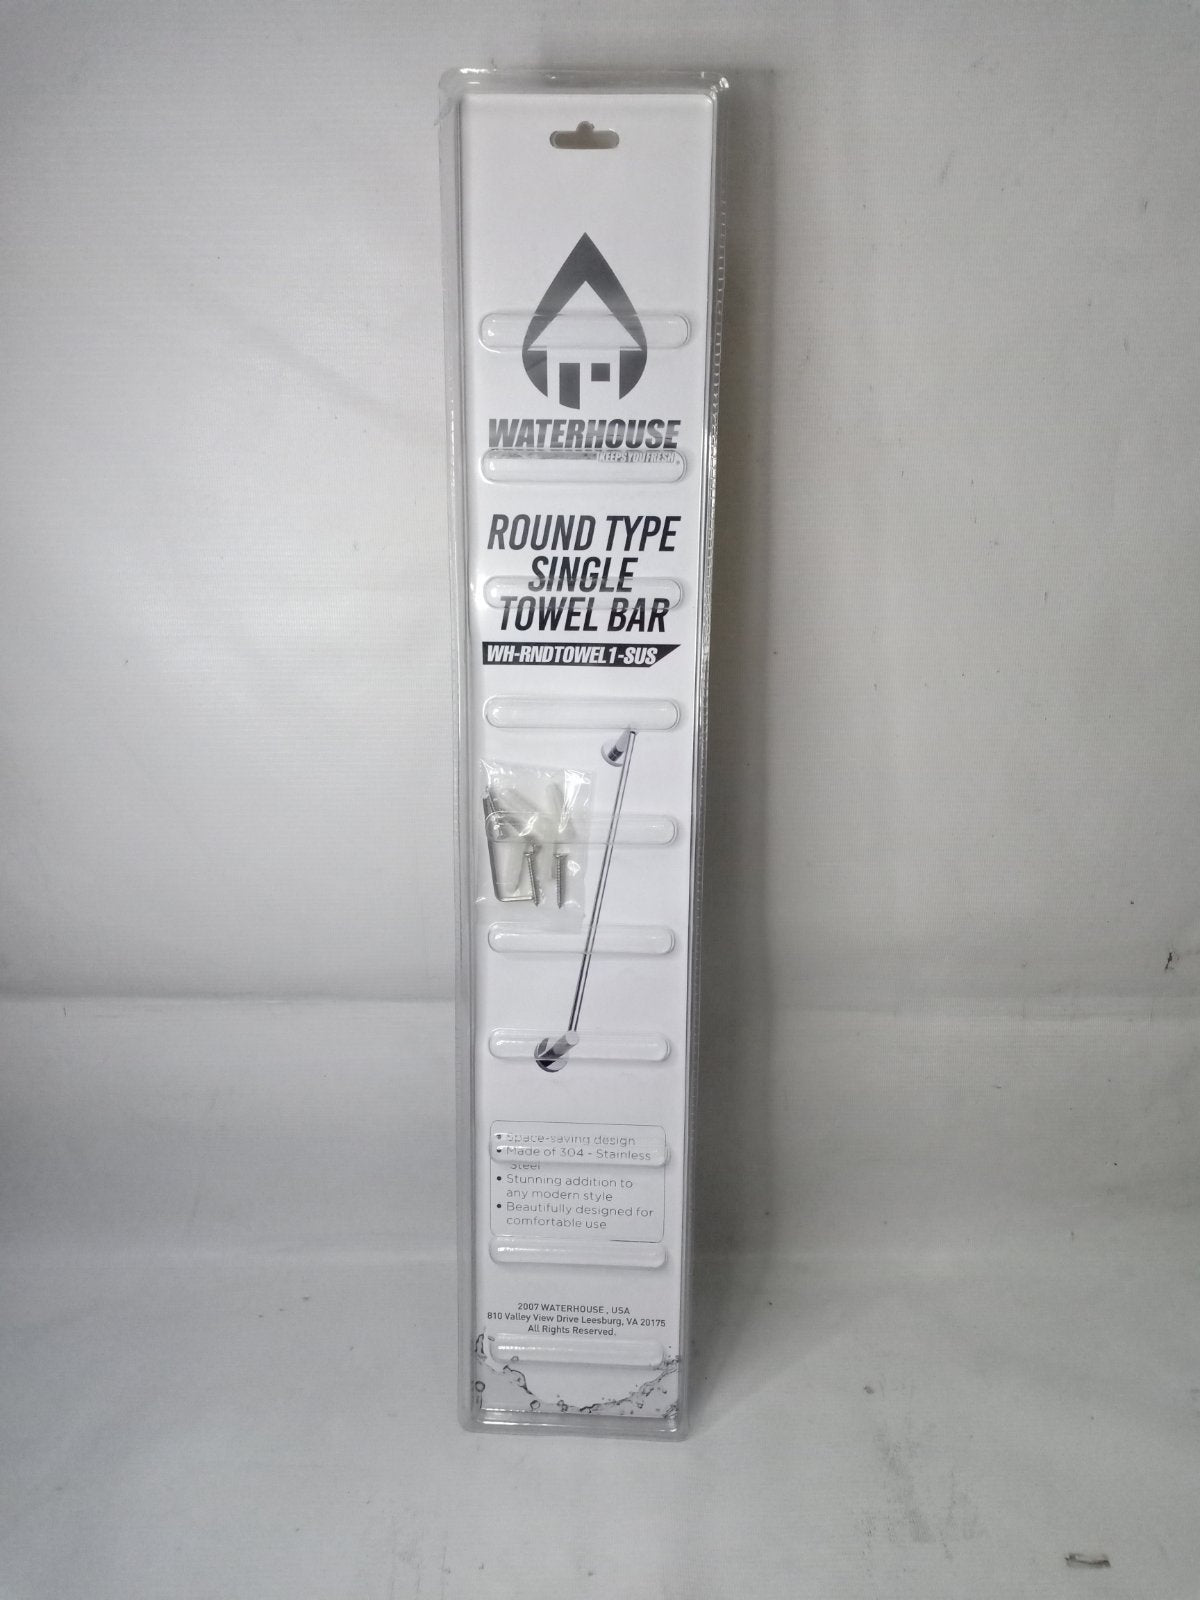 WATERHOUSE
KEEPS YOU FRESH
ROUND TYPE
SINGLE
TOWEL BAR
WH-RNDTOWEL1-SUS
• Space-saving design
• Made of 304 - Stainless
Steel
• Stunning addition to
any modern style
• Beautifully designed for
comfortable use
2007 WATERHOUSE , USA
810 Valley View Drive Leesburg, VA 20175
All Rights Reserved.